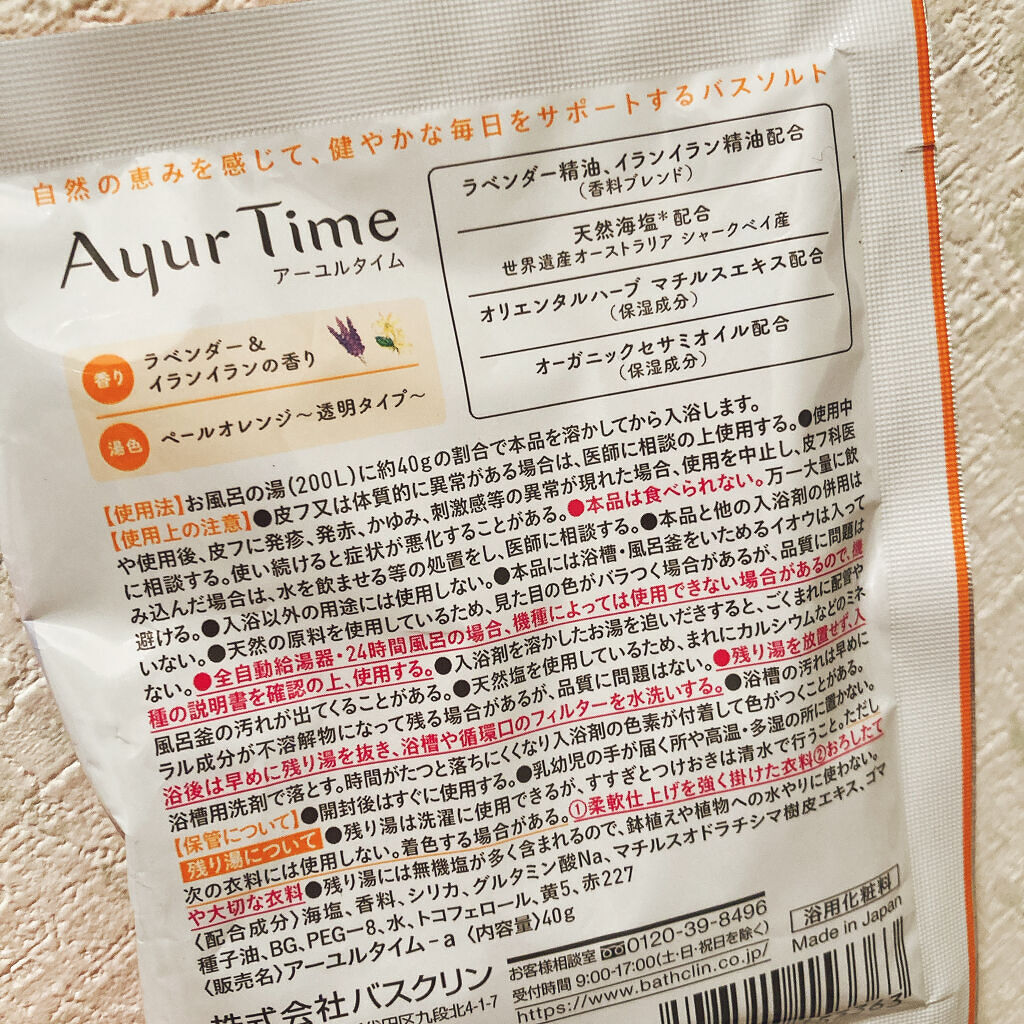 自然の恵みを感じて、健やかな毎日をサポートするバスソルト
Ayur Time
アーユルタイム
香り
ラベンダー&
イランイランの香り
湯色
ペールオレンジ〜透明タイプ〜
ラベンダー精油、イランイラン精油配合
(香料ブレンド)
天然海塩*配合
世界遺産オーストラリア シャークベイ産
オリエンタルハーブ マチルスエキス配合
(保湿成分)
オーガニックセサミオイル配合
(保湿成分)
【使用法】お風呂の湯(200L)に約40gの割合で本品を溶かしてから入浴します。
【使用上の注意】●皮フ又は体質的に異常がある場合は、医師に相談の上使用する。●使用中
や使用後、皮フに発疹、発赤、かゆみ、刺激感等の異常が現れた場合、使用を中止し、皮フ科医
に相談する。使い続けると症状が悪化することがある。●本品は食べられない。万一大量に飲
み込んだ場合は、水を飲ませる等の処置をし、医師に相談する。●本品と他の入浴剤の併用は
避ける。●入浴以外の用途には使用しない。●本品には浴槽・風呂釜をいためるイオウは入って
いない。●天然の原料を使用しているため、見た目の色がバラつく場合があるが、品質に問題は
ない。●全自動給湯器・24時間風呂の場合、機種によっては使用できない場合があるので、機
種の説明書を確認の上、使用する。●入浴剤を溶かしたお湯を追いだきすると、ごくまれに配管や
風呂釜の汚れが出てくることがある。●天然塩を使用しているため、まれにカルシウムなどのミネ
ラル成分が不溶解物になって残る場合があるが、品質に問題はない。●残り湯を放置せず、入
浴後は早めに残り湯を抜き、浴槽や循環口のフィルターを水洗いする。●浴槽の汚れは早めに
浴槽用洗剤で落とす。時間がたつと落ちにくくなり入浴剤の色素が付着して色がつくことがある。
【保管について】●開封後はすぐに使用する。●乳幼児の手が届く所や高温・多湿の所に置かない。
残り湯について●残り湯は洗濯に使用できるが、すすぎとつけおきは清水で行うこと。ただし
次の衣料には使用しない。着色する場合がある。①柔軟仕上げを強く掛けた衣料②おろしたて
や大切な衣料●残り湯には無機塩が多く含まれるので、鉢植えや植物への水やりに使わない。
〈配合成分〉海塩、香料、シリカ、グルタミン酸Na、マチルスオドラチシマ樹皮エキス、ゴマ
種子油、BG、PEG-8、水、トコフェロール、黄5、赤227
〈販売名〉アーユルタイム-a 〈内容量〉40g
株式会社バスクリン
九段北4-1-7
お客様相談室 0120-39-8496
受付時間 9:00-17:00(土・日・祝日を除く)
https://www.bathclin.co.jp/
浴用化粧料
Made in Japan